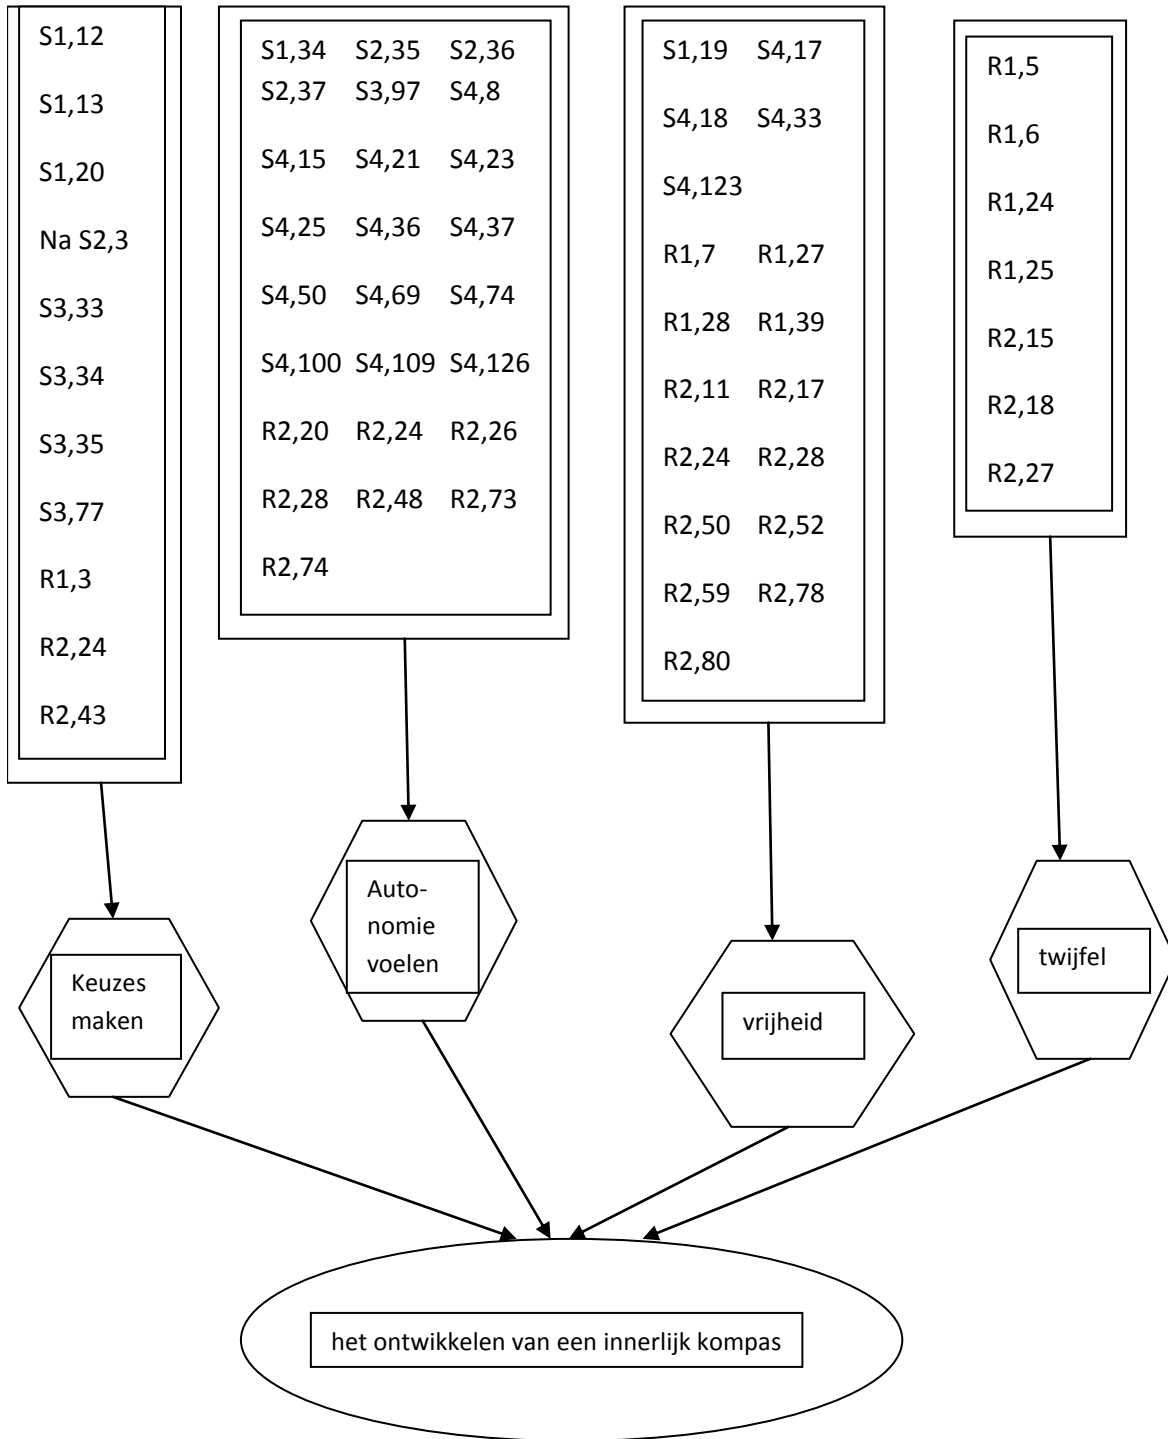 S1,12
S1,13
S1,20
Na S2,3
S3,33
S3,34
S3,35
S3,77
R1,3
R2,24
R2,43
S1,34 S2,35 S2,36
S2,37 S3,97 S4,8
S4,15 S4,21 S4,23
S4,25 S4,36 S4,37
S4,50 S4,69 S4,74
S4,100 S4,109 S4,126
R2,20 R2,24 R2,26
R2,28 R2,48 R2,73
R2,74
S1,19 S4,17
S4,18 S4,33
S4,123
R1,7 R1,27
R1,28 R1,39
R2,11 R2,17
R2,24 R2,28
R2,50 R2,52
R2,59 R2,78
R2,80
R1,5
R1,6
R1,24
R1,25
R2,15
R2,18
R2,27
Keuzes
maken
Auto-
nomie
voelen
vrijheid
twijfel
het ontwikkelen van een innerlijk kompas